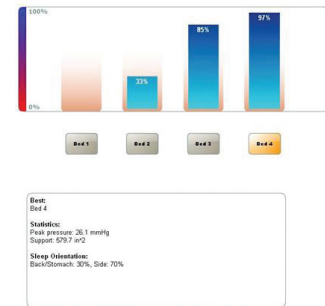 100%
33%
85%
97%
0%
Bed 1
Bed 2
Bed 3
Bed 4
Best:
Bed 4
Statistics:
Peak pressure: 26.1 mmHg
Support: 579.7 in^2
Sleep Orientation:
Back/Stomach: 30%, Side: 70%